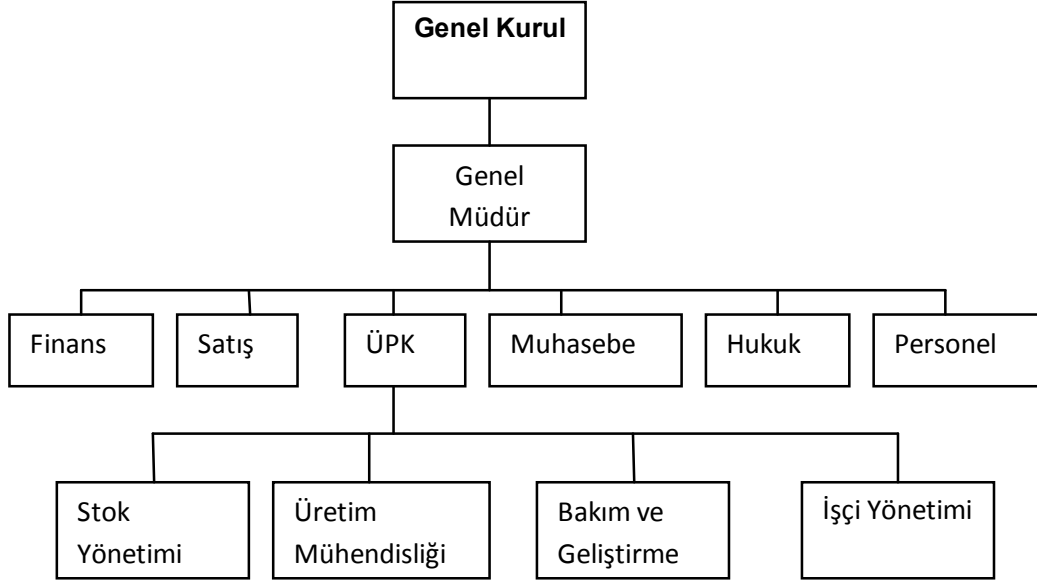 Genel Kurul
Genel
Müdür
Finans
Satış
ÜPK
Muhasebe
Hukuk
Personel
Stok
Yönetimi
Üretim
Mühendisliği
Bakım ve
Geliştirme
İşçi Yönetimi